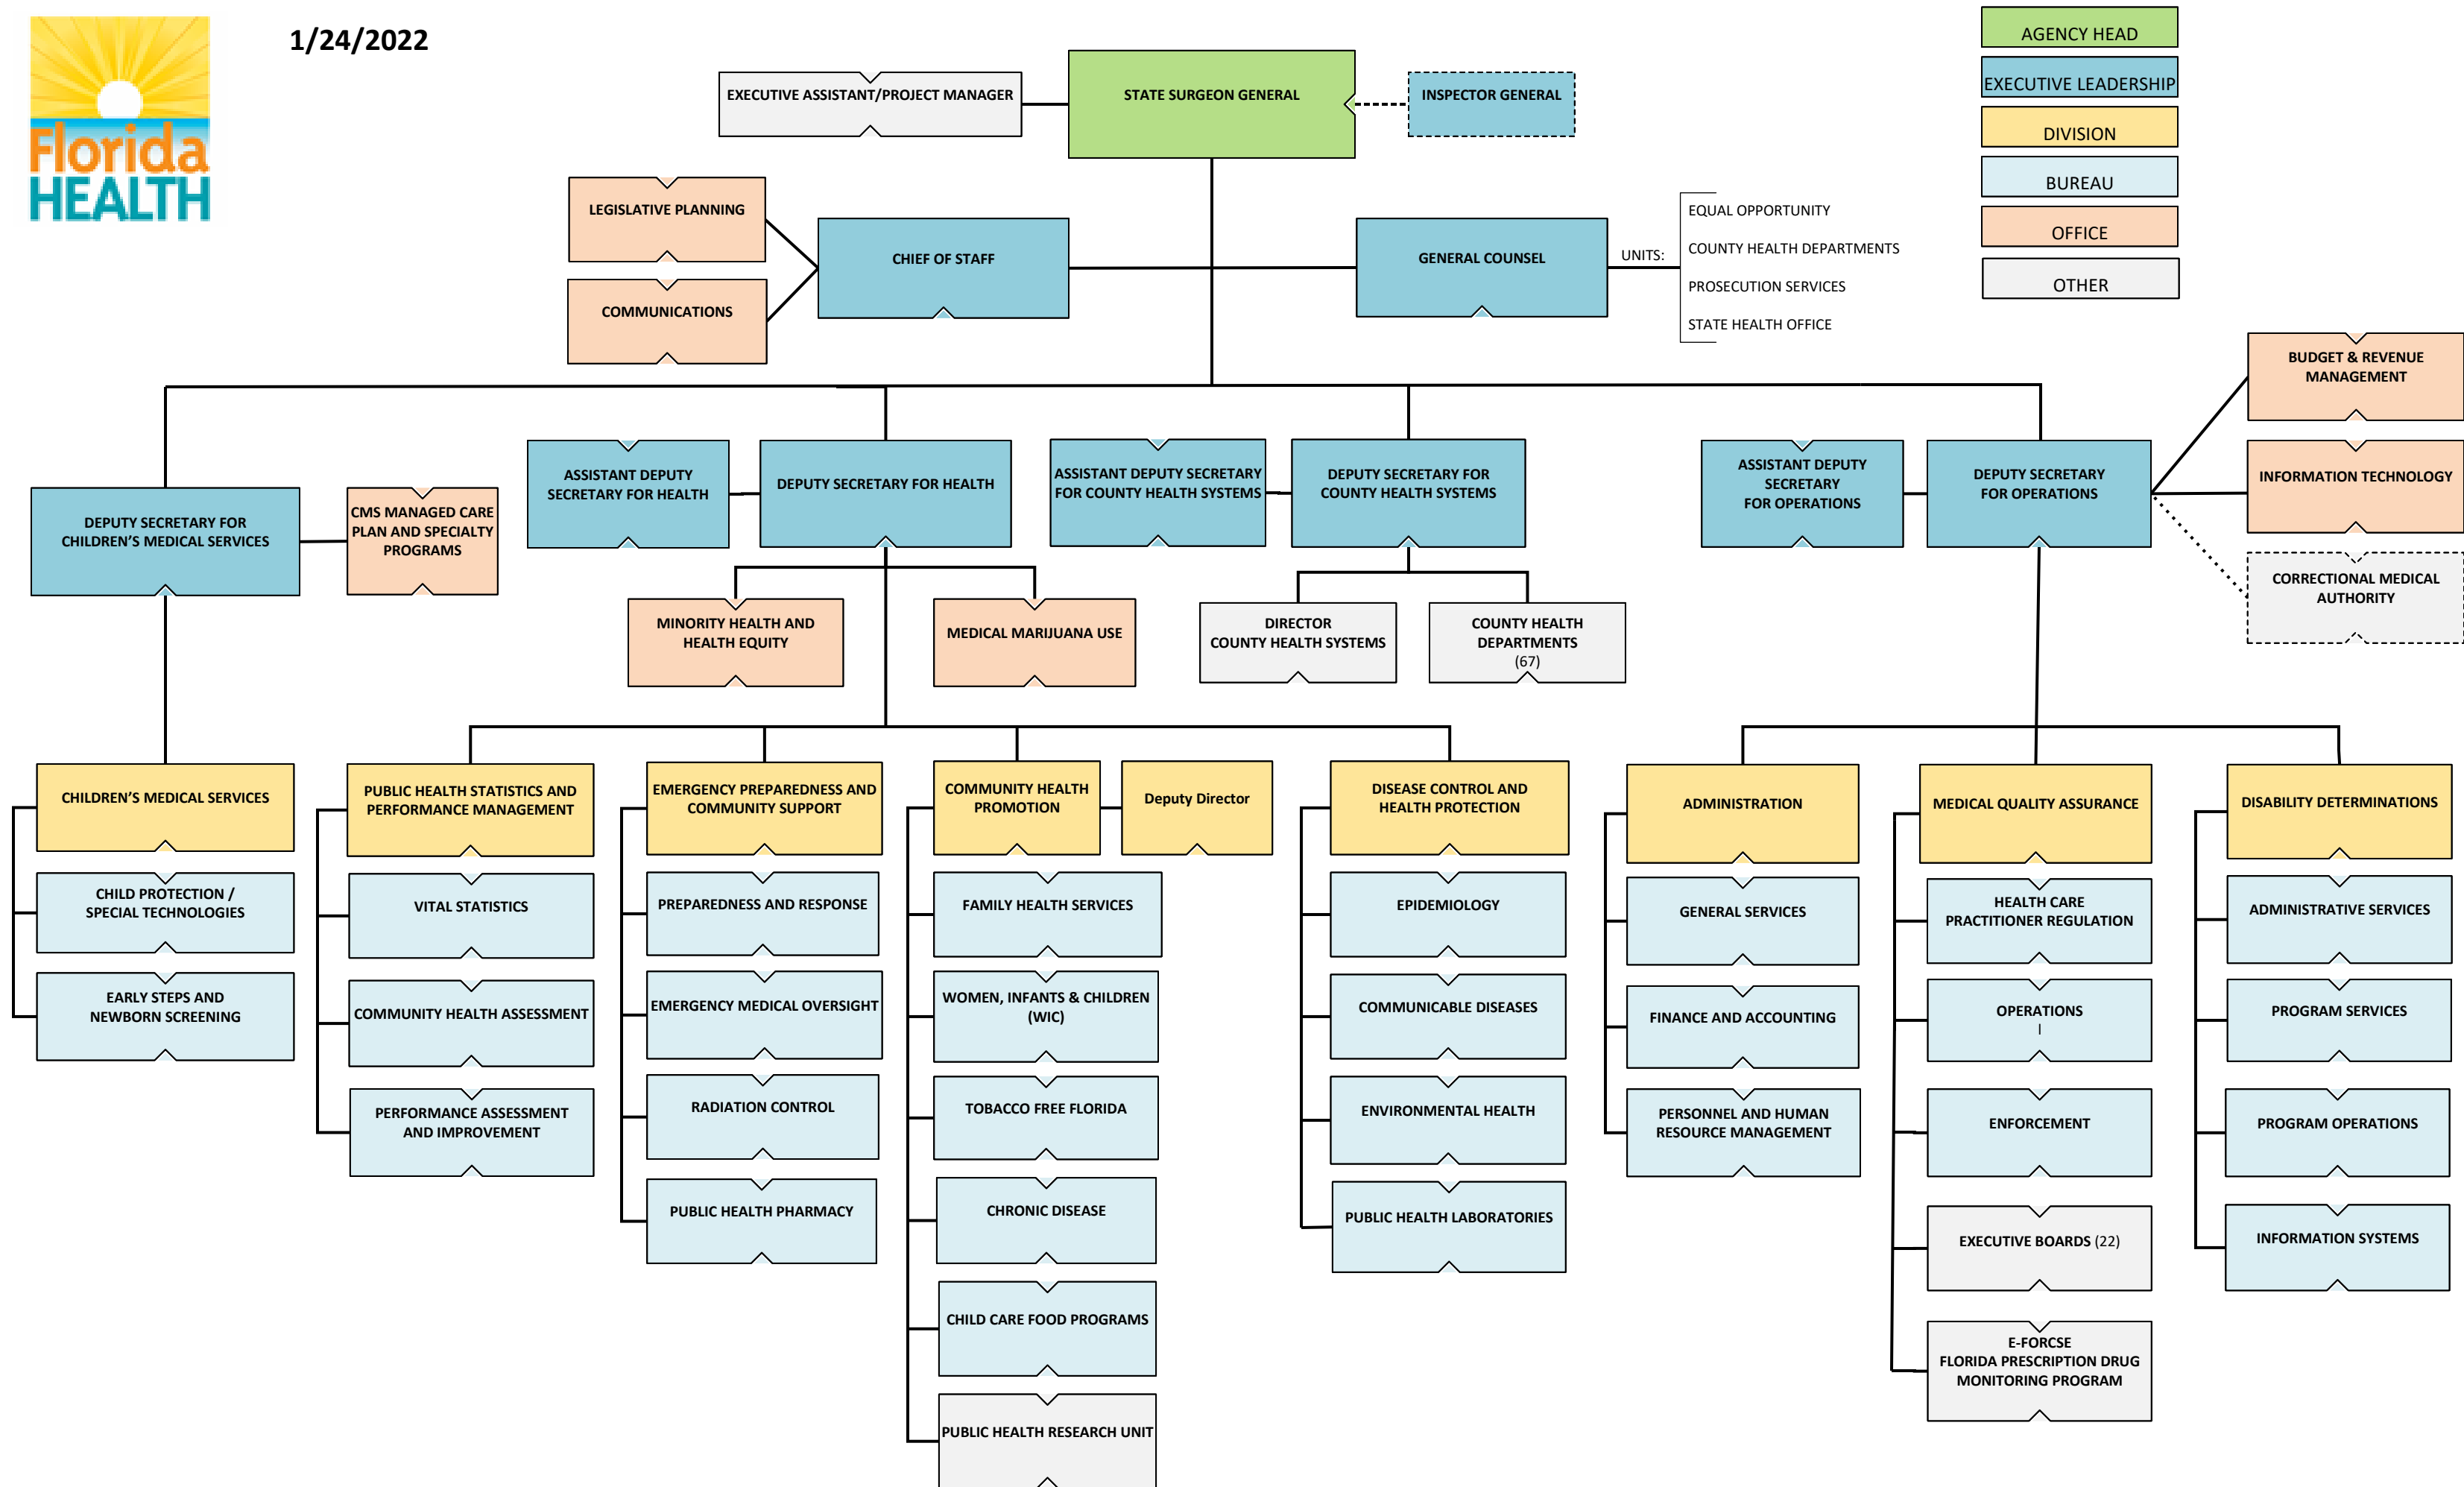 Florida
HEALTH
1/24/2022
AGENCY HEAD
EXECUTIVE LEADERSHIP
DIVISION
BUREAU
OFFICE
OTHER
EXECUTIVE ASSISTANT/PROJECT MANAGER
STATE SURGEON GENERAL
INSPECTOR GENERAL
LEGISLATIVE PLANNING
COMMUNICATIONS
CHIEF OF STAFF
GENERAL COUNSEL
UNITS:
EQUAL OPPORTUNITY
COUNTY HEALTH DEPARTMENTS
PROSECUTION SERVICES
STATE HEALTH OFFICE
BUDGET & REVENUE
MANAGEMENT
INFORMATION TECHNOLOGY
CORRECTIONAL MEDICAL
AUTHORITY
DEPUTY SECRETARY FOR
CHILDREN'S MEDICAL SERVICES
CMS MANAGED CARE
PLAN AND SPECIALTY
PROGRAMS
ASSISTANT DEPUTY
SECRETARY FOR HEALTH
DEPUTY SECRETARY FOR HEALTH
ASSISTANT DEPUTY SECRETARY
FOR COUNTY HEALTH SYSTEMS
DEPUTY SECRETARY FOR
COUNTY HEALTH SYSTEMS
ASSISTANT DEPUTY
SECRETARY
FOR OPERATIONS
DEPUTY SECRETARY
FOR OPERATIONS
MINORITY HEALTH AND
HEALTH EQUITY
MEDICAL MARIJUANA USE
DIRECTOR
COUNTY HEALTH SYSTEMS
COUNTY HEALTH
DEPARTMENTS
(67)
CHILDREN'S MEDICAL SERVICES
CHILD PROTECTION /
SPECIAL TECHNOLOGIES
EARLY STEPS AND
NEWBORN SCREENING
PUBLIC HEALTH STATISTICS AND
PERFORMANCE MANAGEMENT
VITAL STATISTICS
COMMUNITY HEALTH ASSESSMENT
PERFORMANCE ASSESSMENT
AND IMPROVEMENT
EMERGENCY PREPAREDNESS AND
COMMUNITY SUPPORT
PREPAREDNESS AND RESPONSE
EMERGENCY MEDICAL OVERSIGHT
RADIATION CONTROL
PUBLIC HEALTH PHARMACY
COMMUNITY HEALTH
PROMOTION
Deputy Director
FAMILY HEALTH SERVICES
WOMEN, INFANTS & CHILDREN
(WIC)
TOBACCO FREE FLORIDA
CHRONIC DISEASE
CHILD CARE FOOD PROGRAMS
PUBLIC HEALTH RESEARCH UNIT
DISEASE CONTROL AND
HEALTH PROTECTION
EPIDEMIOLOGY
COMMUNICABLE DISEASES
ENVIRONMENTAL HEALTH
PUBLIC HEALTH LABORATORIES
ADMINISTRATION
GENERAL SERVICES
FINANCE AND ACCOUNTING
PERSONNEL AND HUMAN
RESOURCE MANAGEMENT
MEDICAL QUALITY ASSURANCE
HEALTH CARE
PRACTITIONER REGULATION
OPERATIONS
l
ENFORCEMENT
EXECUTIVE BOARDS (22)
E-FORCSE
FLORIDA PRESCRIPTION DRUG
MONITORING PROGRAM
DISABILITY DETERMINATIONS
ADMINISTRATIVE SERVICES
PROGRAM SERVICES
PROGRAM OPERATIONS
INFORMATION SYSTEMS